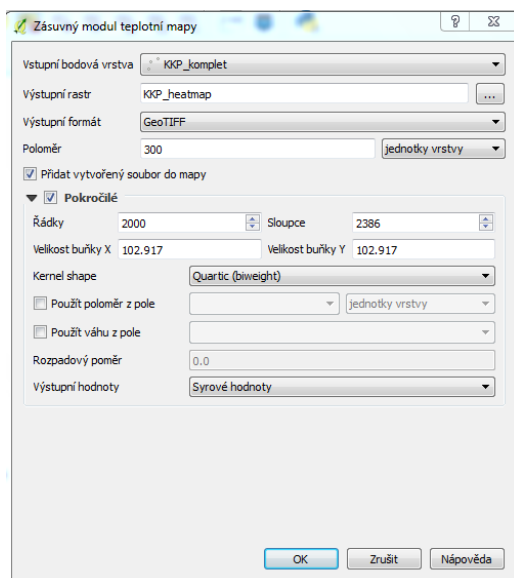 Zásuvný modul teplotní mapy
Vstupní bodová vrstva KKP_komplet
Výstupní rastr KKP_heatmap ...
Výstupní formát GeoTIFF
Poloměr 300 jednotky vrstvy
Přidat vytvořený soubor do mapy
Pokročilé
Řádky 2000 Sloupce 2386
Velikost buňky X 102.917 Velikost buňky Y 102.917
Kernel shape Quartic (biweight)
Použít poloměr z pole jednotky vrstvy
Použít váhu z pole
Rozpadový poměr 0.0
Výstupní hodnoty Syrové hodnoty
OK Zrušit Nápověda